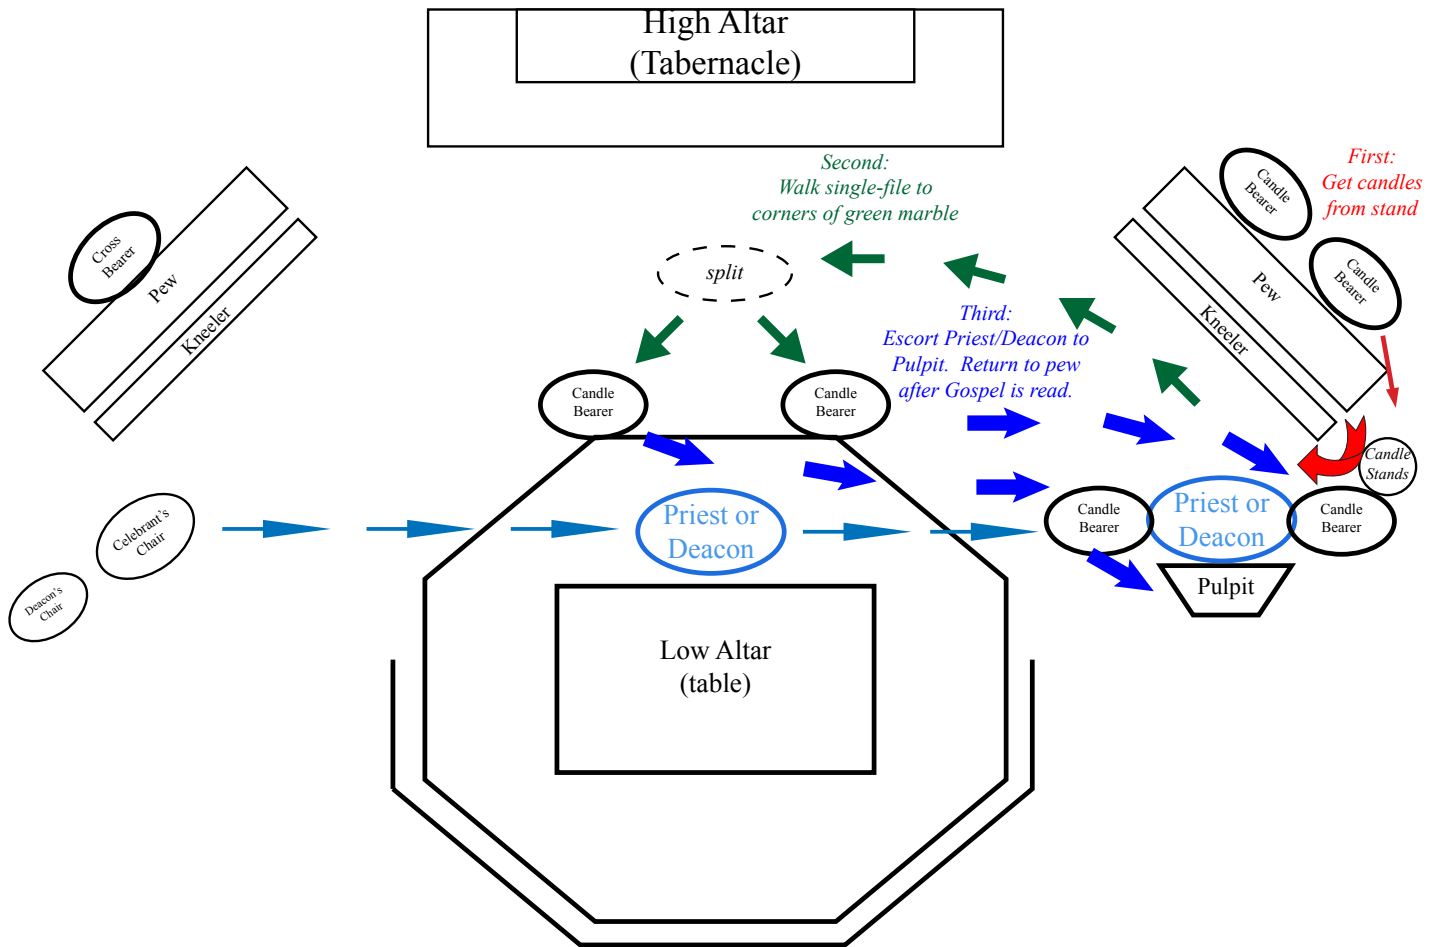 High Altar
(Tabernacle)
Second:
Walk single-file to
corners of green marble
First:
Get candles
from stand
Candle
Bearer
Candle
Bearer
Cross
Bearer
Pew
Kneeler
split
Pew
Kneeler
Third:
Escort Priest/Deacon to
Pulpit. Return to pew
after Gospel is read.
Candle
Bearer
Candle
Bearer
Candle
Stands
Celebrant's
Chair
Deacon's
Chair
Priest or
Deacon
Candle
Bearer
Priest or
Deacon
Candle
Bearer
Pulpit
Low Altar
(table)